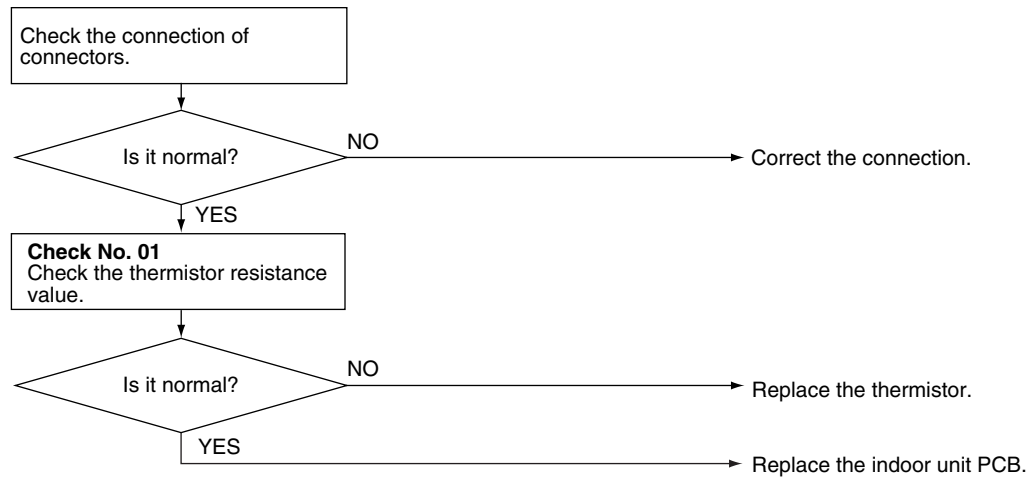 Check the connection of
connectors.
Is it normal?
NO
Correct the connection.
YES
Check No. 01
Check the thermistor resistance
value.
Is it normal?
NO
Replace the thermistor.
YES
Replace the indoor unit PCB.